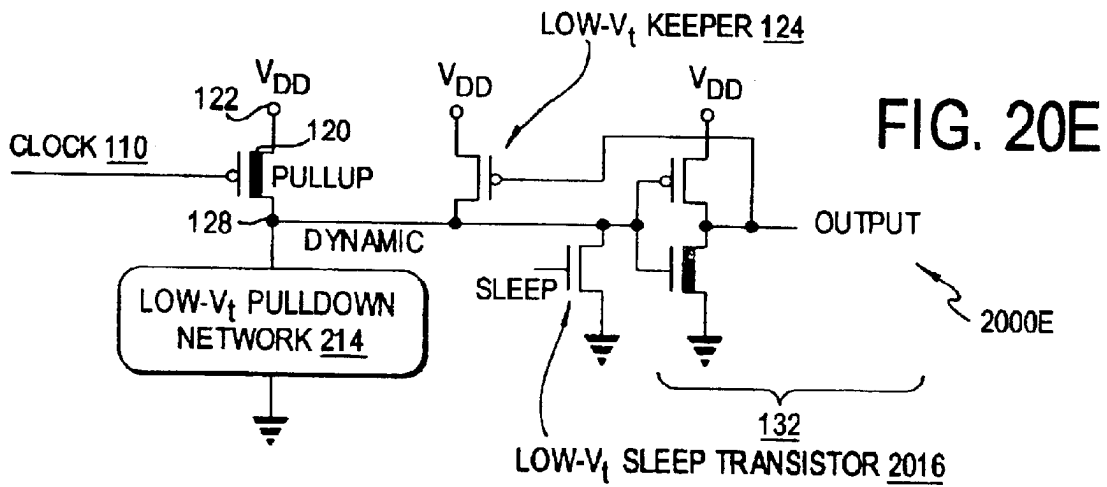 LOW-Vt KEEPER 124
VDD
VDD
VDD
122
120
FIG. 20E
CLOCK 110
PULLUP
128
DYNAMIC
OUTPUT
SLEEP
LOW-Vt PULLDOWN
NETWORK 214
2000E
132
LOW-Vt SLEEP TRANSISTOR 2016